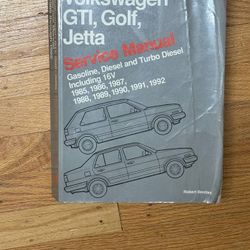 Volkswagen
GTI, Golf,
Jetta
Service Manual
Gasoline, Diesel and Turbo Diesel
Including 16V
1985, 1986, 1987,
1988, 1989, 1990, 1991, 1992
Robert Bentley